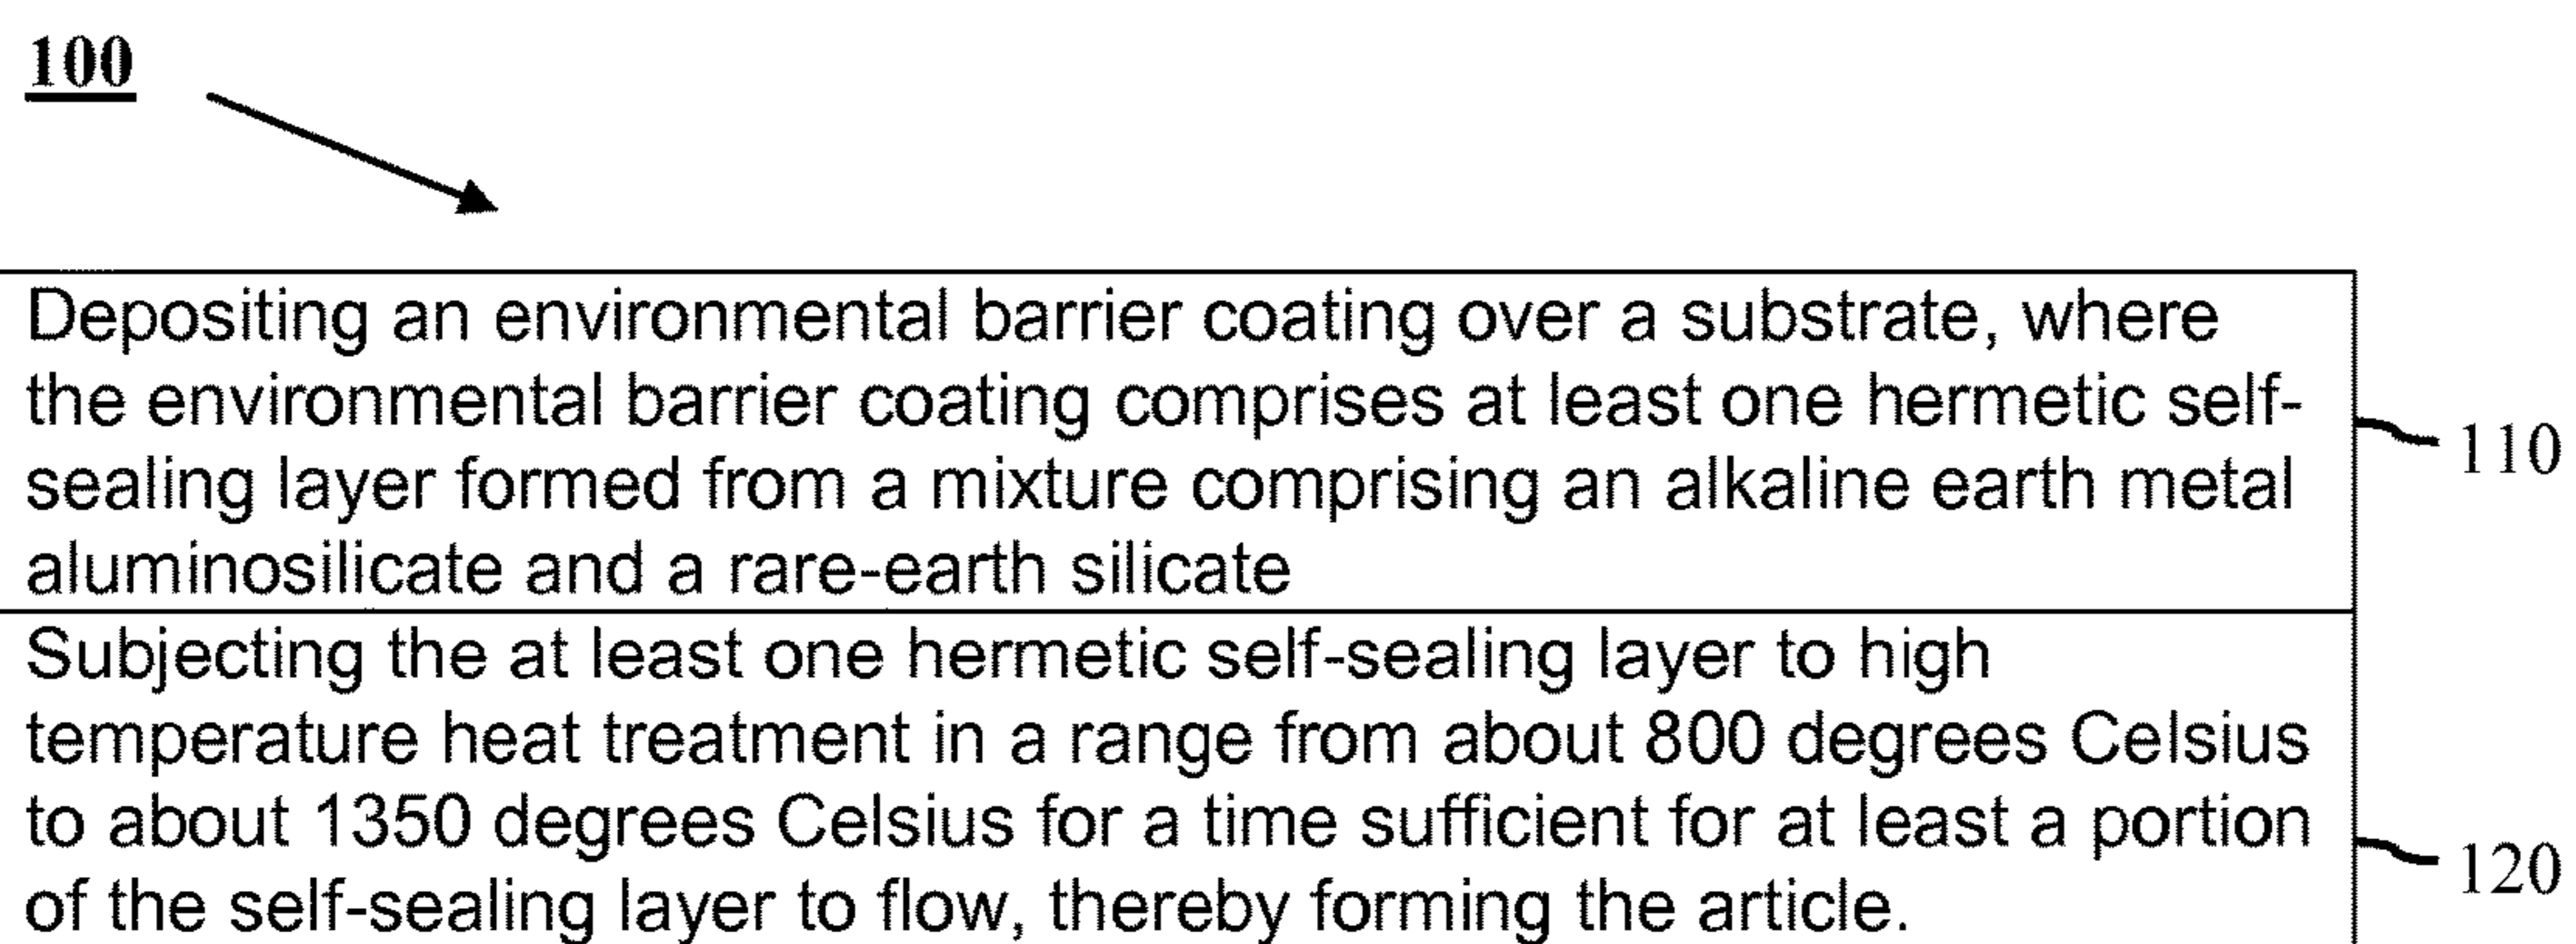 100
Depositing an environmental barrier coating over a substrate, where
the environmental barrier coating comprises at least one hermetic self-
sealing layer formed from a mixture comprising an alkaline earth metal
aluminosilicate and a rare-earth silicate
110
Subjecting the at least one hermetic self-sealing layer to high
temperature heat treatment in a range from about 800 degrees Celsius
to about 1350 degrees Celsius for a time sufficient for at least a portion
of the self-sealing layer to flow, thereby forming the article.
120